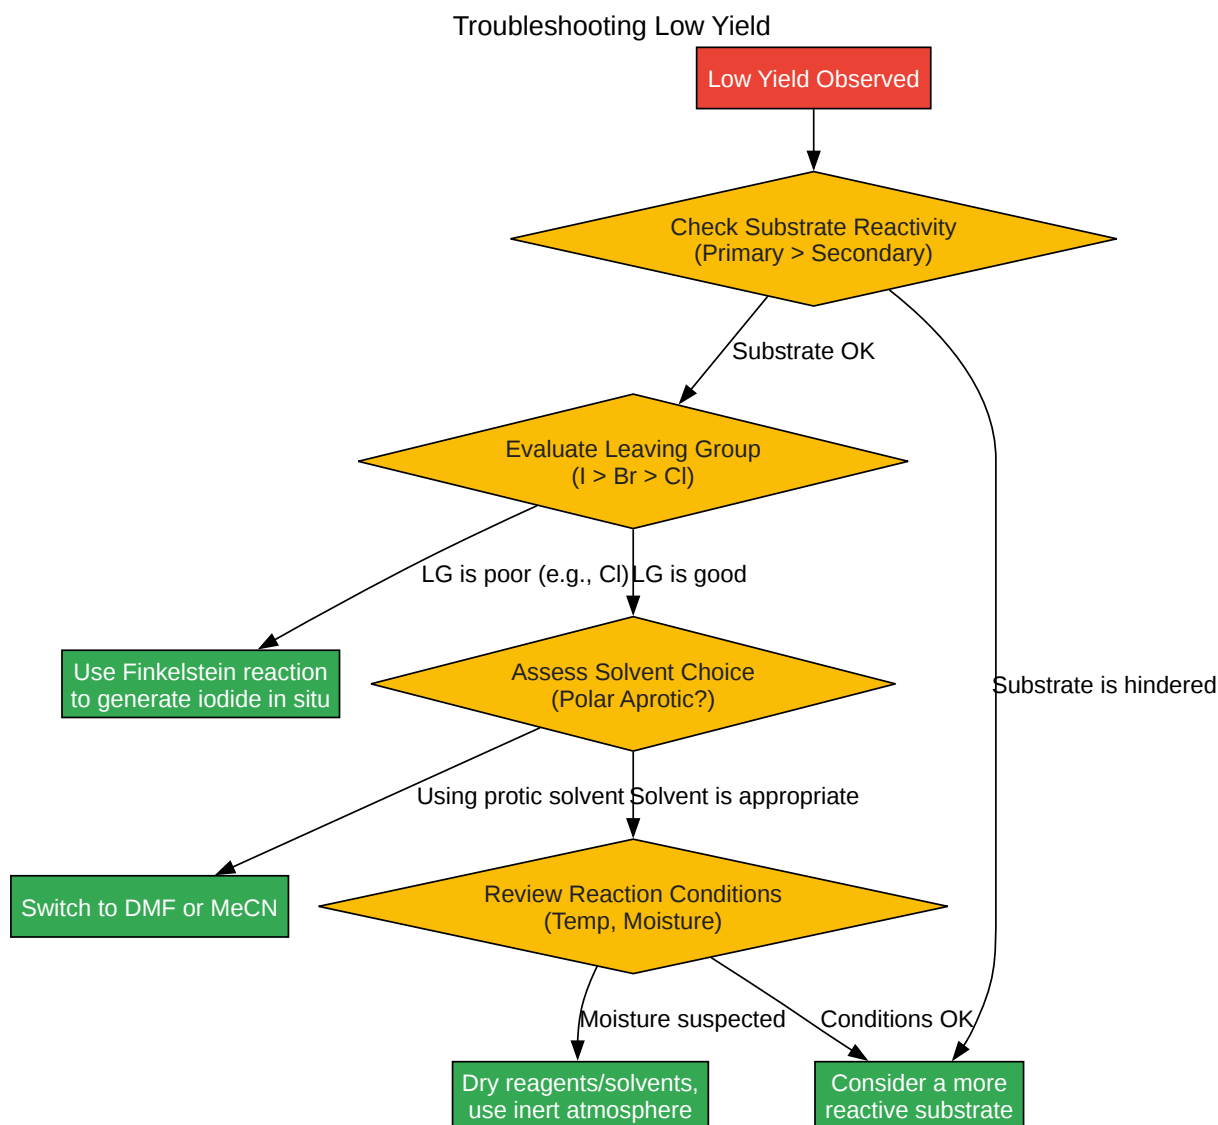 Troubleshooting Low Yield
Low Yield Observed
Check Substrate Reactivity
(Primary > Secondary)
Substrate OK
Evaluate Leaving Group
(I > Br > Cl)
LG is poor (e.g., Cl)
LG is good
Use Finkelstein reaction
to generate iodide in situ
Assess Solvent Choice
(Polar Aprotic?)
Substrate is hindered
Using protic solvent
Solvent is appropriate
Switch to DMF or MeCN
Review Reaction Conditions
(Temp, Moisture)
Moisture suspected
Conditions OK
Dry reagents/solvents,
use inert atmosphere
Consider a more
reactive substrate